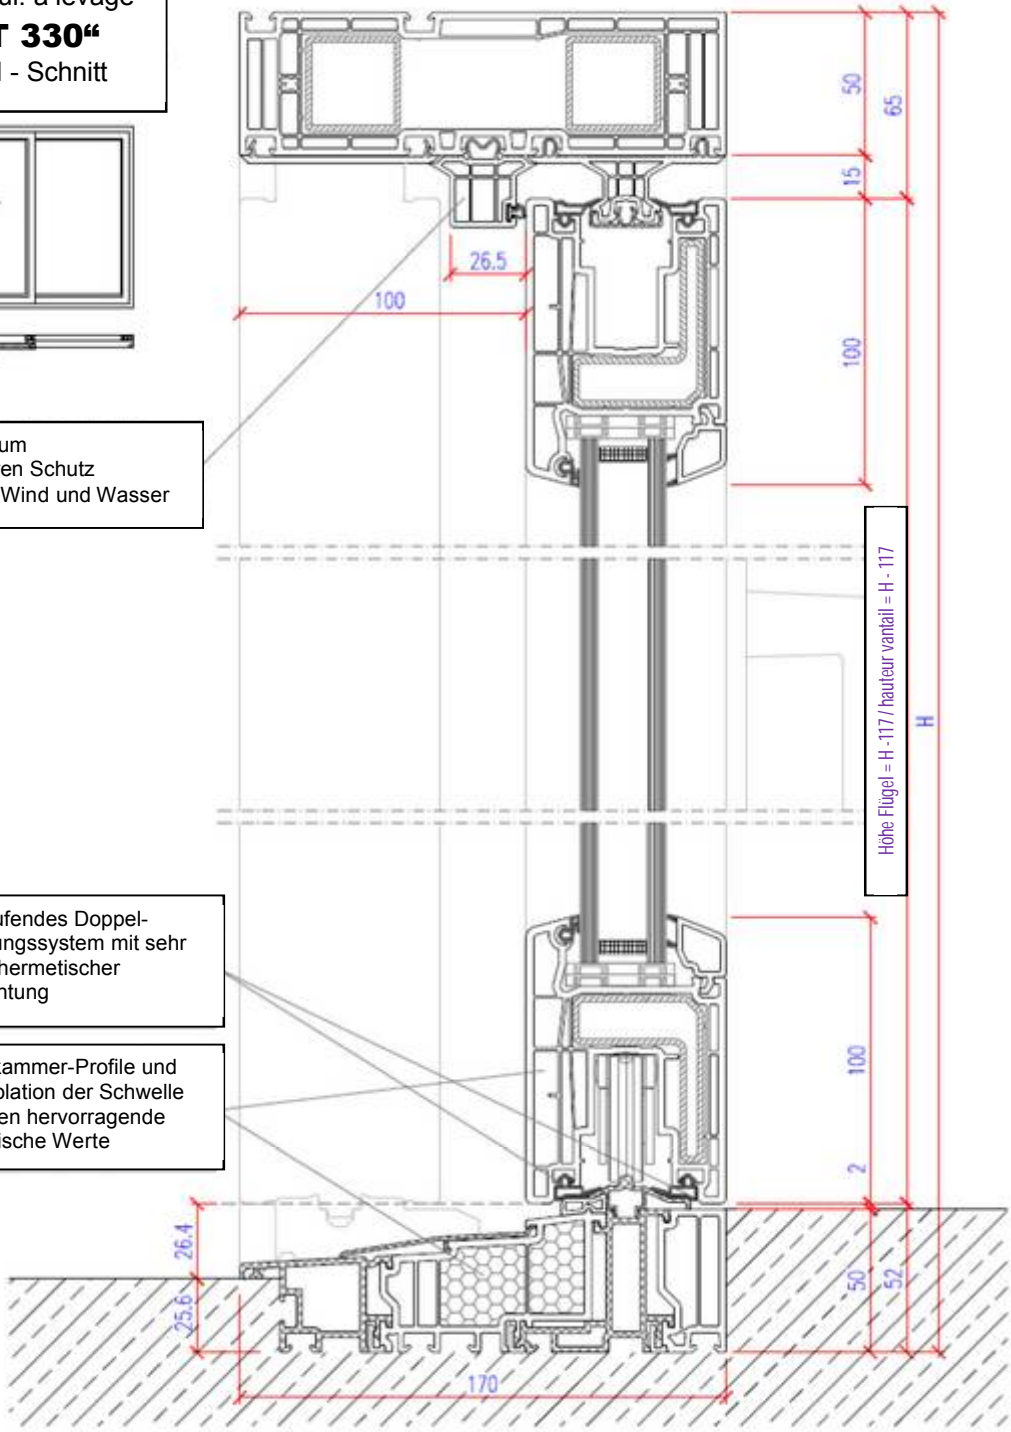 à levage
T 330“
- Schnitt
50
65
15
26.5
100
100
en Schutz
Wind und Wasser
Höhe Flügel = H -117 / hauteur vantail = H - 117
H
ufendes Doppel-
ungssystem mit sehr
hermetischer
ntung
ammer-Profile und
olation der Schwelle
en hervorragende
ische Werte
100
2
26.4
25.6
50
52
170